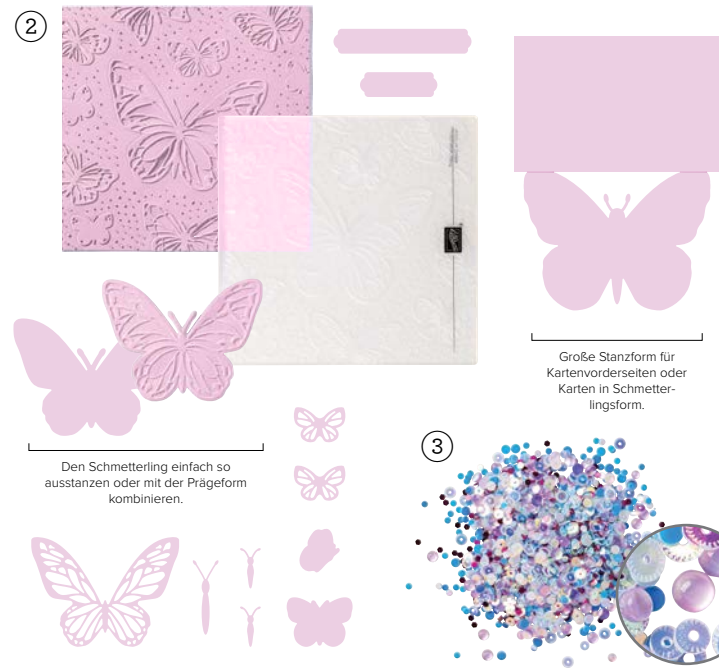 2
Große Stanzform für
Kartenvorderseiten oder
Karten in Schmetter-
lingsform.
Den Schmetterling einfach so
ausstanzen oder mit der Prägeform
kombinieren.
3